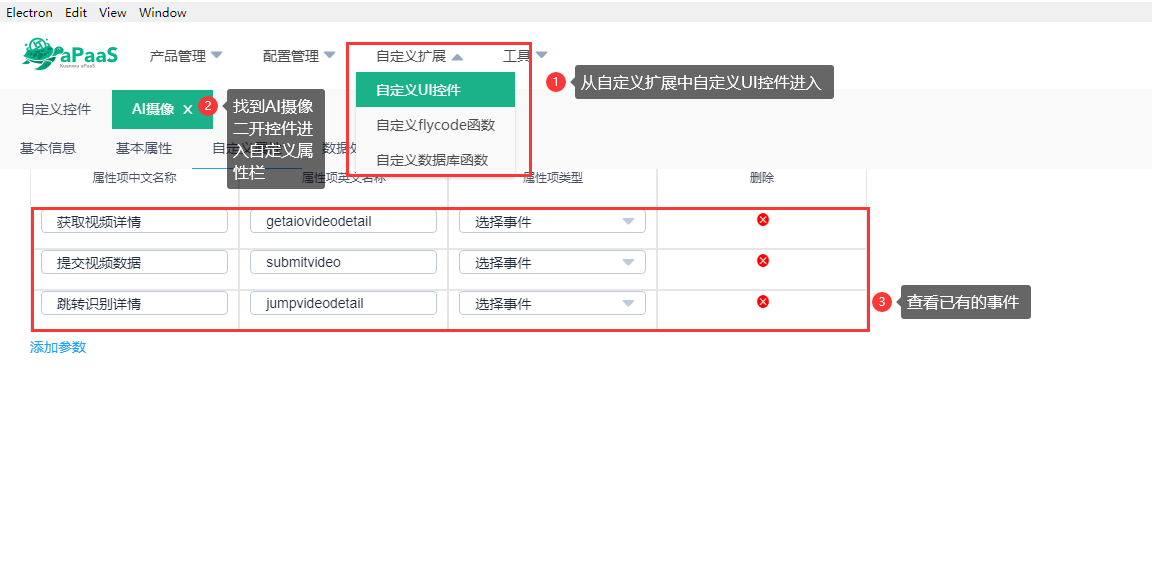 Electron Edit View Window
aPaaS
Xuanwu aPaaS
产品管理 配置管理 自定义扩展 工具
1 从自定义扩展中自定义UI控件进入
自定义UI控件
自定义flycode函数
自定义数据库函数
自定义控件 AI摄像 X 2
找到AI摄像
二开控件进
入自定义属
性栏
基本信息 基本属性 自定
属性项中文名称 属性项英文名称 属性项类型 删除
获取视频详情 getaiovideodetail 选择事件
提交视频数据 submitvideo 选择事件
跳转识别详情 jumpvideodetail 选择事件
3 查看已有的事件
添加参数